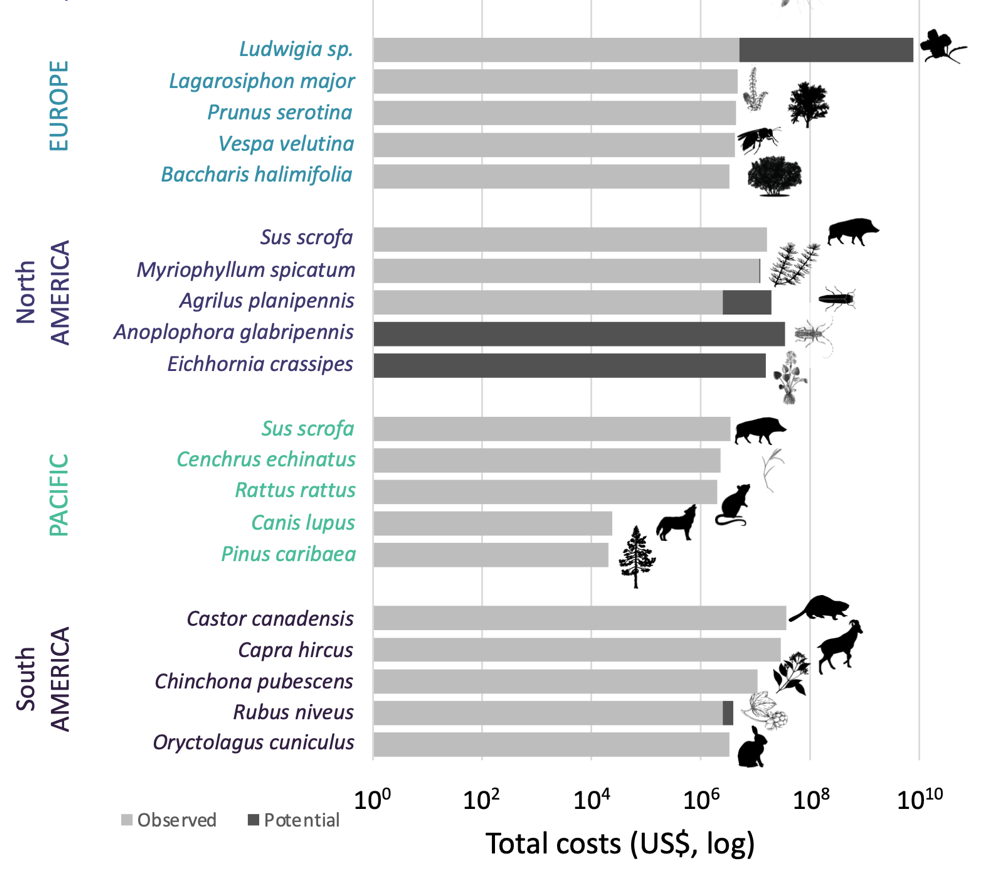 EUROPE
Ludwigia sp.
Lagarosiphon major
Prunus serotina
Vespa velutina
Baccharis halimifolia
North
AMERICA
Sus scrofa
Myriophyllum spicatum
Agrilus planipennis
Anoplophora glabripennis
Eichhornia crassipes
PACIFIC
Sus scrofa
Cenchrus echinatus
Rattus rattus
Canis lupus
Pinus caribaea
South
AMERICA
Castor canadensis
Capra hircus
Chinchona pubescens
Rubus niveus
Oryctolagus cuniculus
10⁰ 10² 10⁴ 10⁶ 10⁸ 10¹⁰
Observed Potential
Total costs (US$, log)